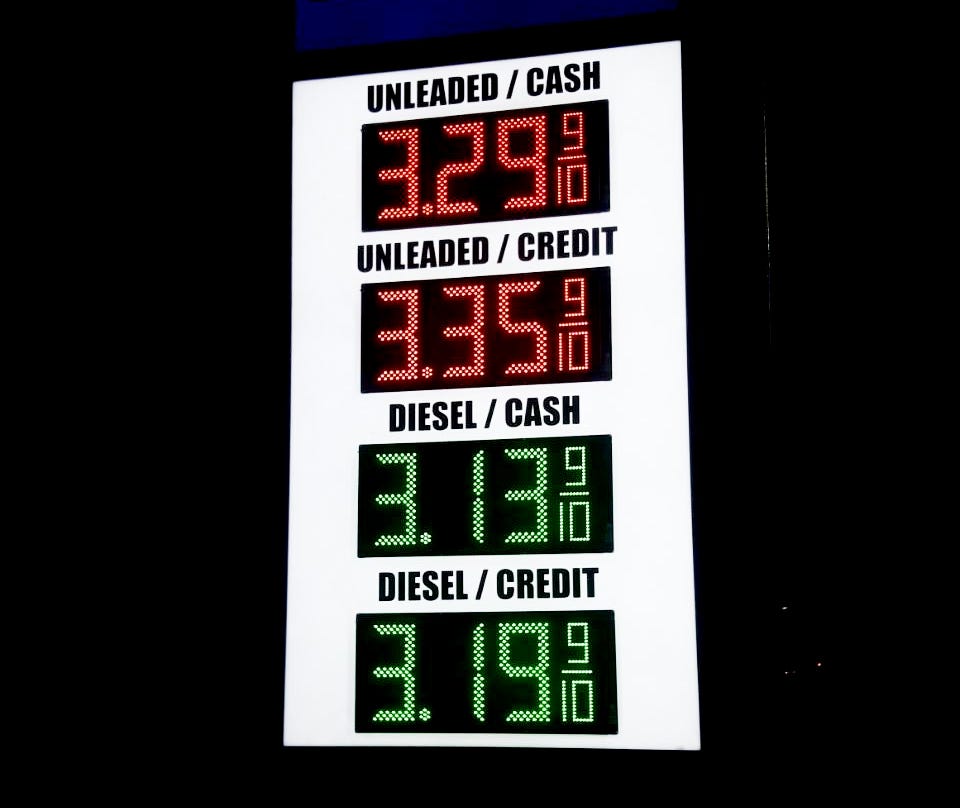 UNLEADED / CASH
3.29 9/10
UNLEADED / CREDIT
3.35 9/10
DIESEL / CASH
3.13 9/10
DIESEL / CREDIT
3.19 9/10